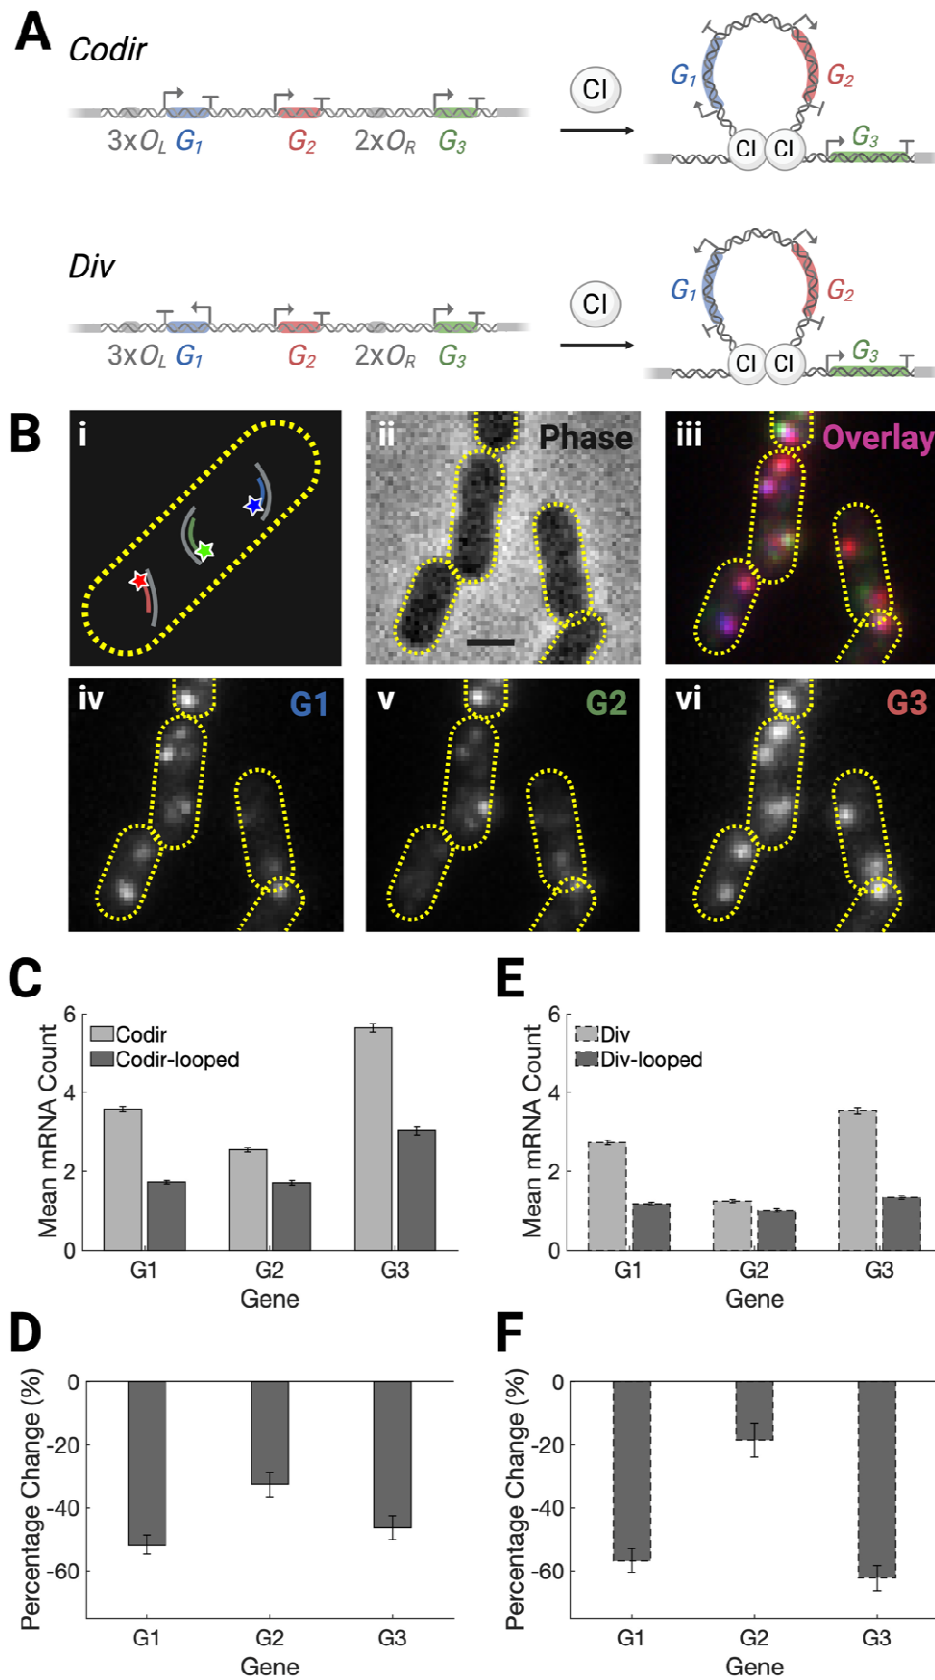 A
Codir
3xOL G1 G2 2xOR G3
CI
G1 G2
CI CI
G3
Div
3xOL G1 G2 2xOR G3
CI
G1 G2
CI CI
G3
B
i
ii Phase
iii Overlay
iv G1
v G2
vi G3
C
Mean mRNA Count
6
4
2
0
Codir
Codir-looped
G1 G2 G3
Gene
E
Mean mRNA Count
6
4
2
0
Div
Div-looped
G1 G2 G3
Gene
D
Percentage Change (%)
0
-20
-40
-60
G1 G2 G3
Gene
F
Percentage Change (%)
0
-20
-40
-60
G1 G2 G3
Gene